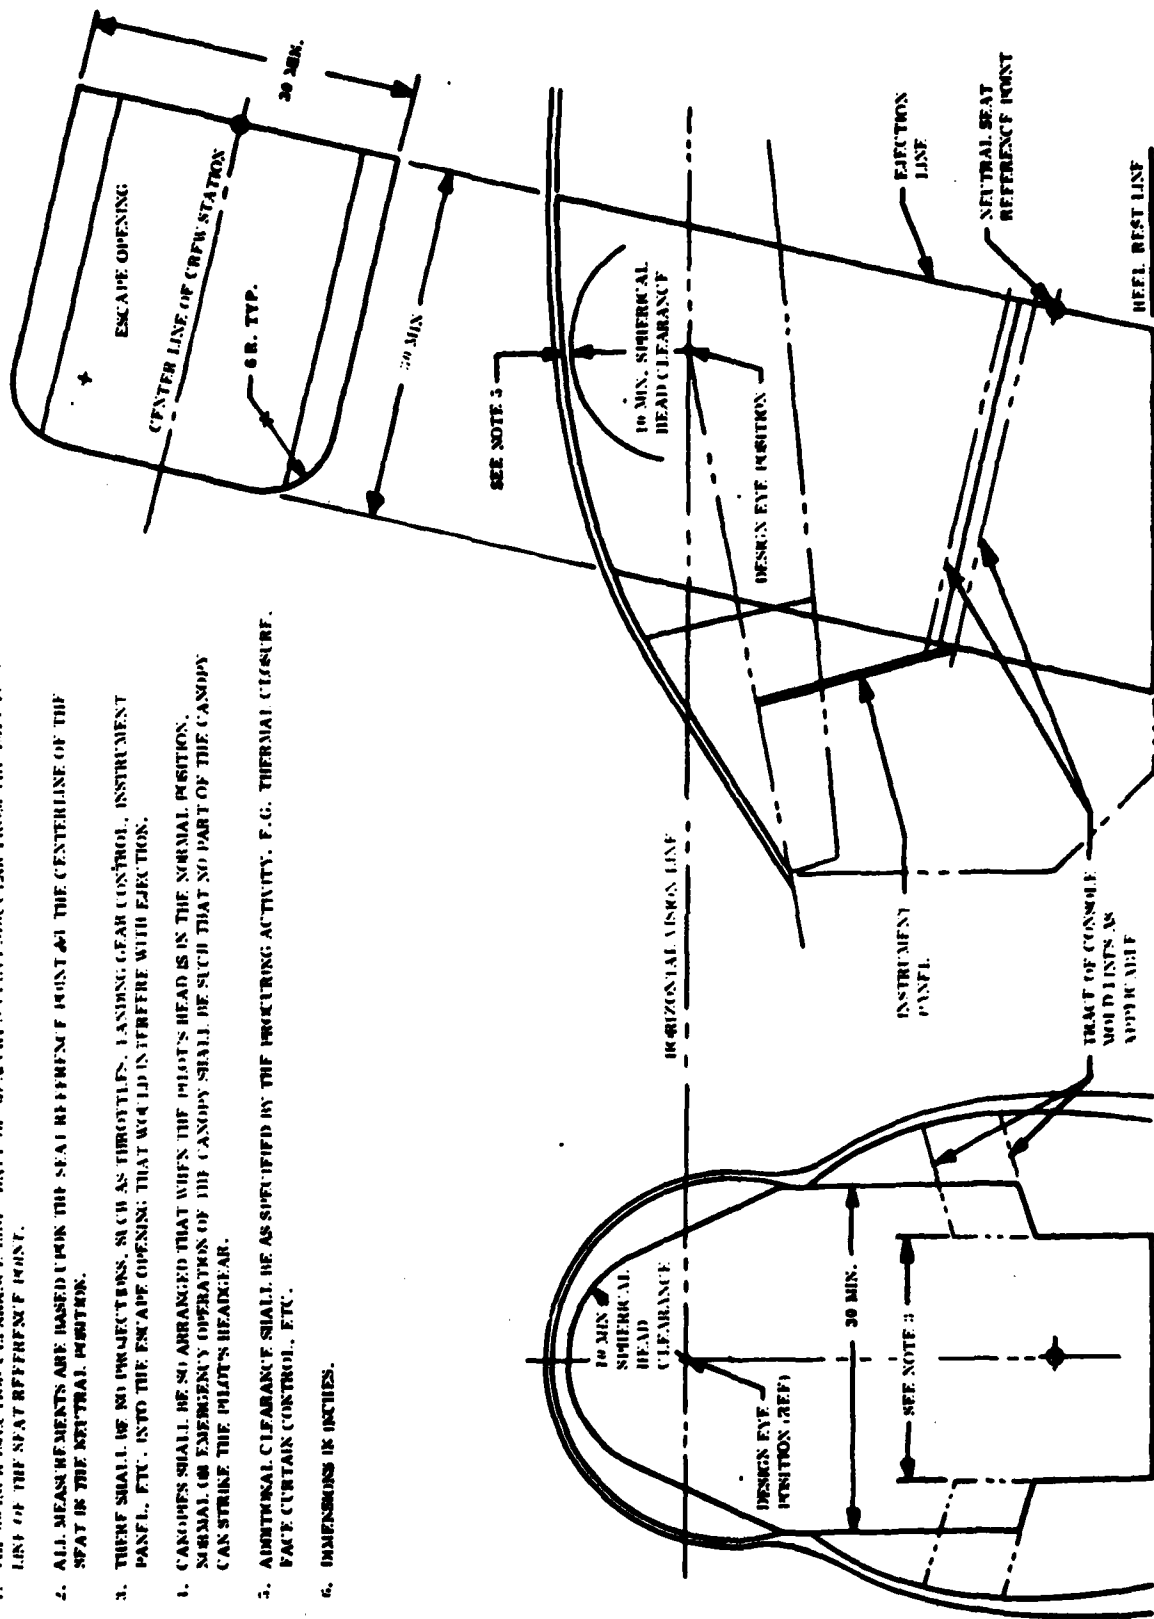 LINE OF THE SEAT REFERENCE POINT.
2. ALL MEASUREMENTS ARE BASED UPON THE SEAT REFERENCE POINT AT THE CENTERLINE OF THE
SEAT IN THE NEUTRAL POSITION.
3. THERE SHALL BE NO PROJECTIONS, SUCH AS THROTTLES, LANDING GEAR CONTROL, INSTRUMENT
PANEL, ETC. INTO THE ESCAPE OPENING THAT WOULD INTERFERE WITH EJECTION.
4. CANOPIES SHALL BE SO ARRANGED THAT WHEN THE PILOT'S HEAD IS IN THE NORMAL POSITION,
NORMAL OR EMERGENCY OPERATION OF THE CANOPY SHALL BE SUCH THAT NO PART OF THE CANOPY
CAN STRIKE THE PILOT'S HEADGEAR.
5. ADDITIONAL CLEARANCE SHALL BE AS SPECIFIED BY THE PROCURING ACTIVITY. E.G. THERMAL CLOSURE,
FACE CURTAIN CONTROL, ETC.
6. DIMENSIONS IN INCHES.
ESCAPE OPENING
CENTER LINE OF CREW STATION
6 R. TYP.
30 MIN.
30 MIN
SEE NOTE 5
10 MIN. SPHERICAL
HEAD CLEARANCE
DESIGN EYE POSITION
EJECTION
LINE
NEUTRAL SEAT
REFERENCE POINT
HEEL REST LINE
HORIZONTAL VISION LINE
INSTRUMENT
PANEL
TRACE OF CONSOLE
MOLD LINES AS
APPLICABLE
10 MIN
SPHERICAL
HEAD
CLEARANCE
DESIGN EYE
POSITION (REF)
30 MIN.
SEE NOTE 3